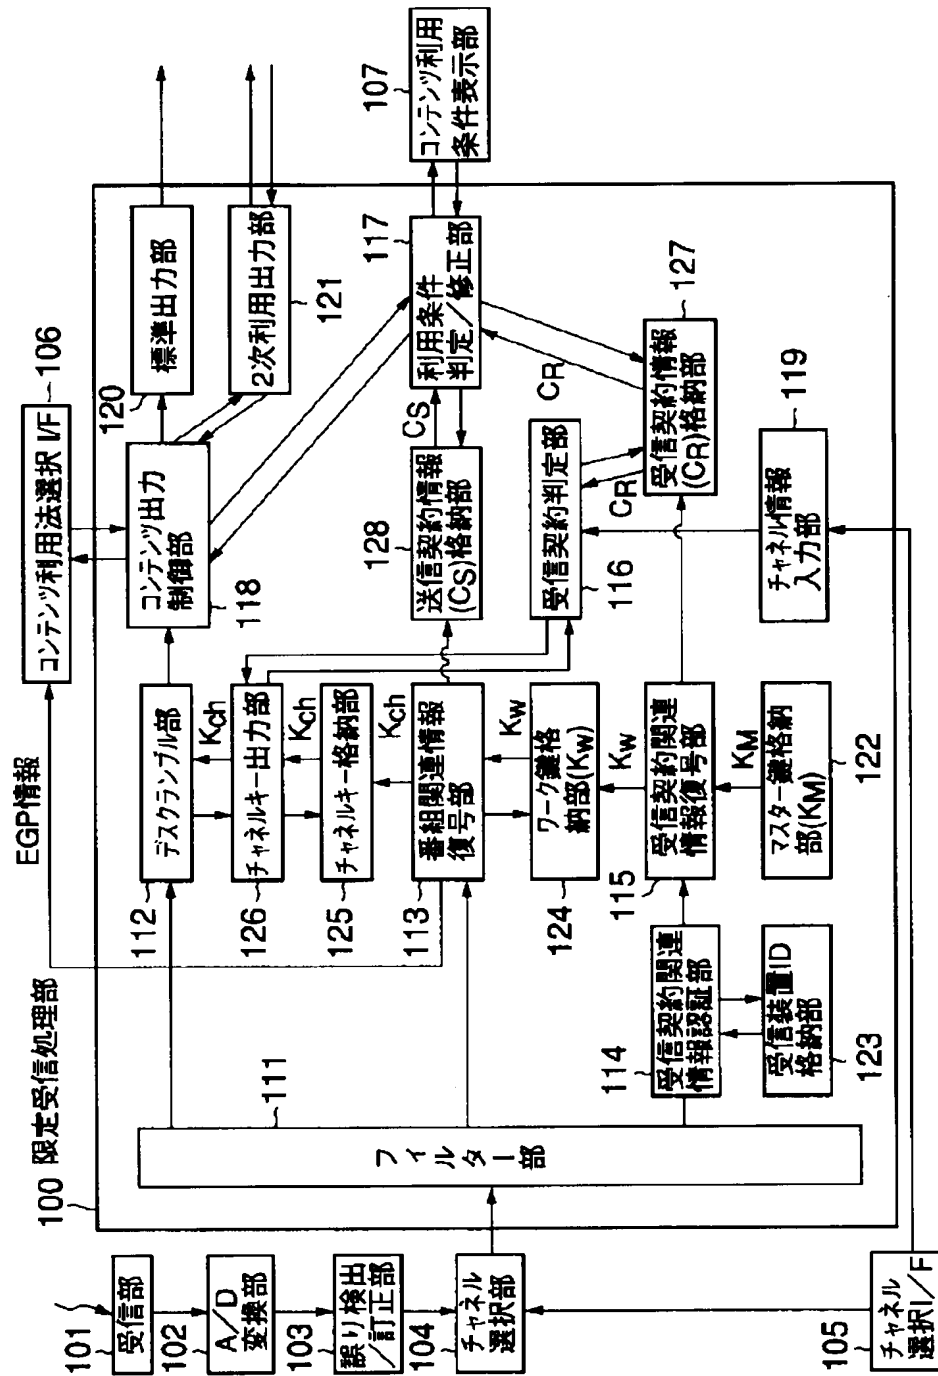 100 限定受信処理部
EGP情報
コンテンツ利用法選択 I/F
106
101
受信部
102
A/D
変換部
103
誤り検出
/訂正部
104
チャネル
選択部
105
チャネル
選択I/F
111
フィルター部
112
デスクランブル部
Kch
126
チャネルキー出力部
Kch
125
チャネルキー格納部
Kch
113
番組関連情報
復号部
Kw
124
ワーク鍵格
納部(Kw)
Kw
114
受信契約関連
情報認証部
115
受信契約関連
情報復号部
KM
123
受信装置ID
格納部
122
マスター鍵格納
部(KM)
118
コンテンツ出力
制御部
120
標準出力部
121
2次利用出力部
128
送信契約情報
(CS)格納部
CS
117
利用条件
判定/修正部
107
コンテンツ利用
条件表示部
116
受信契約判定部
CR
CR
127
受信契約情報
(CR)格納部
119
チャネル情報
入力部